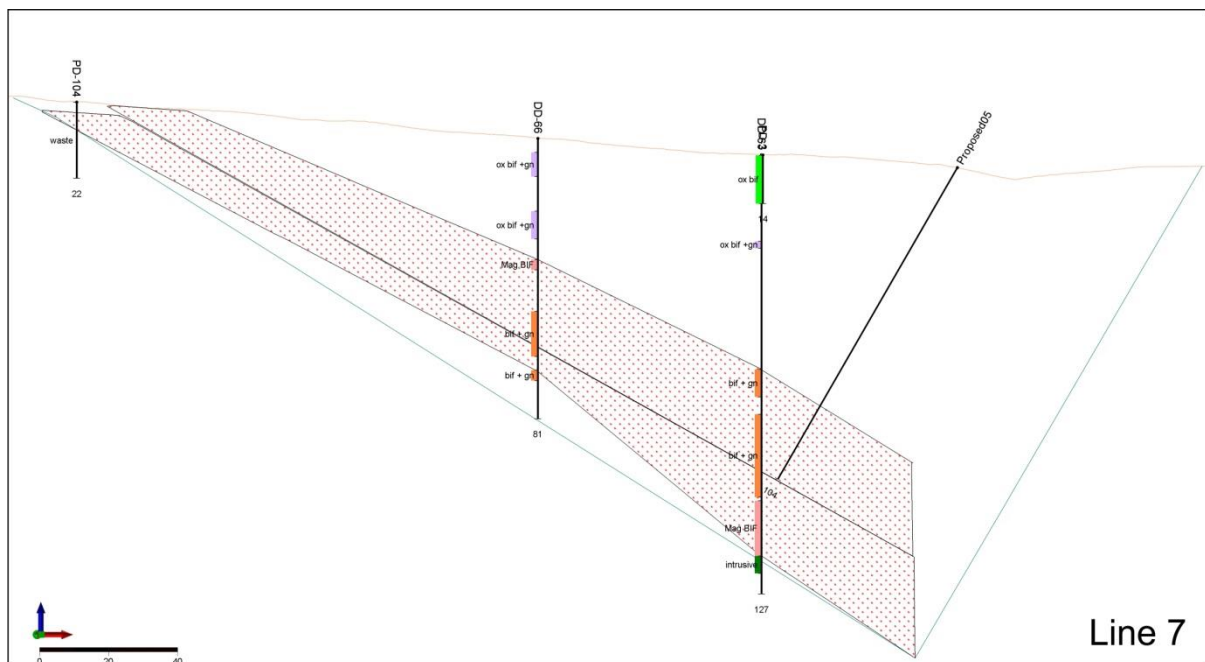 PD-104
waste
22
DD-66
ox bif +gn
ox bif +gn
Mag BIF
bif + gn
bif + gn
81
ox bif
14
ox bif +gn
bif + gn
bif + gn
Mag BIF
intrusive
127
Proposed05
104
0 20 40
Line 7